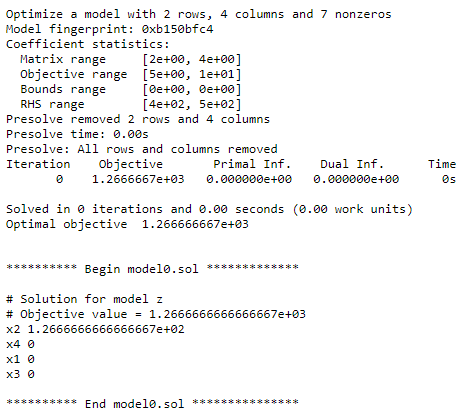 Optimize a model with 2 rows, 4 columns and 7 nonzeros
Model fingerprint: 0xb150bfc4
Coefficient statistics:
  Matrix range     [2e+00, 4e+00]
  Objective range  [5e+00, 1e+01]
  Bounds range     [0e+00, 0e+00]
  RHS range        [4e+02, 5e+02]
Presolve removed 2 rows and 4 columns
Presolve time: 0.00s
Presolve: All rows and columns removed
Iteration    Objective       Primal Inf.    Dual Inf.      Time
       0    1.2666667e+03   0.000000e+00   0.000000e+00      0s
Solved in 0 iterations and 0.00 seconds (0.00 work units)
Optimal objective  1.266666667e+03
********** Begin model0.sol *************
# Solution for model z
# Objective value = 1.2666666666666667e+03
x2 1.2666666666666667e+02
x4 0
x1 0
x3 0
********** End model0.sol ***************